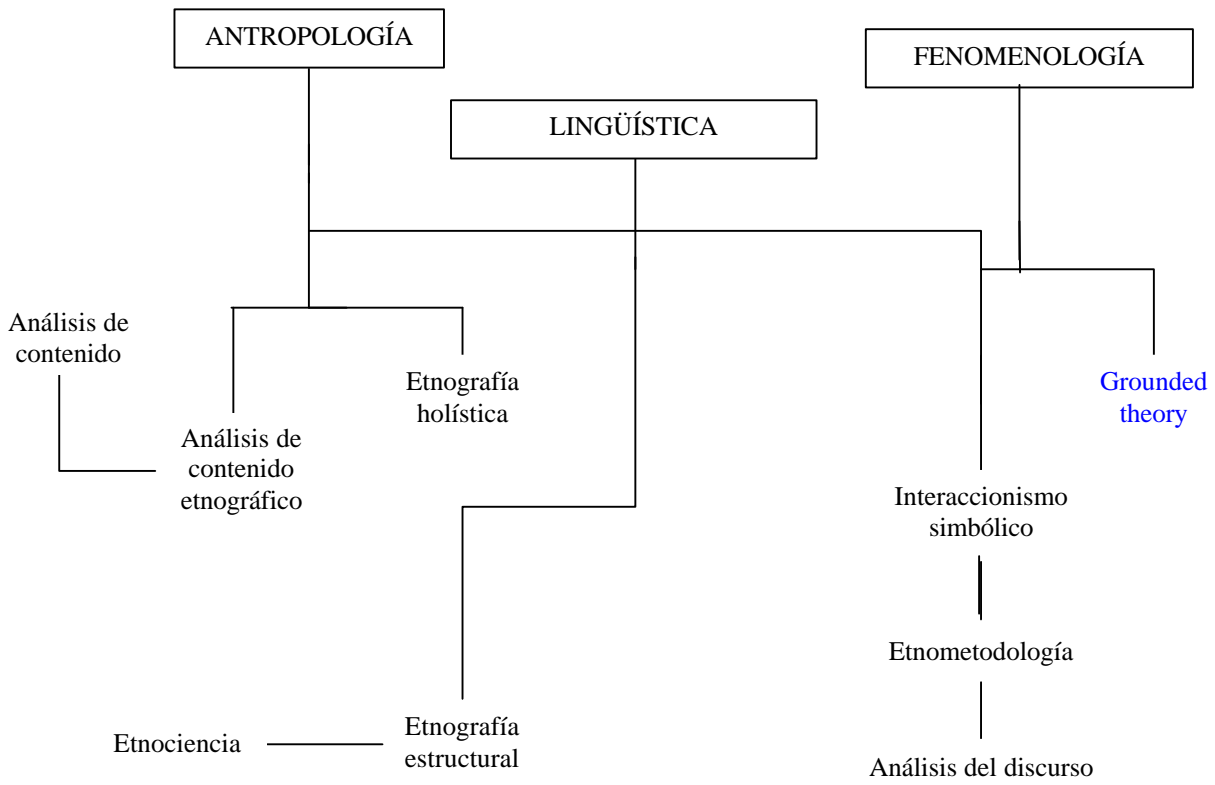 ANTROPOLOGÍA
FENOMENOLOGÍA
LINGÜÍSTICA
Análisis de
contenido
Etnografía
holística
Grounded
theory
Análisis de
contenido
etnográfico
Interaccionismo
simbólico
Etnometodología
Etnociencia
Etnografía
estructural
Análisis del discurso